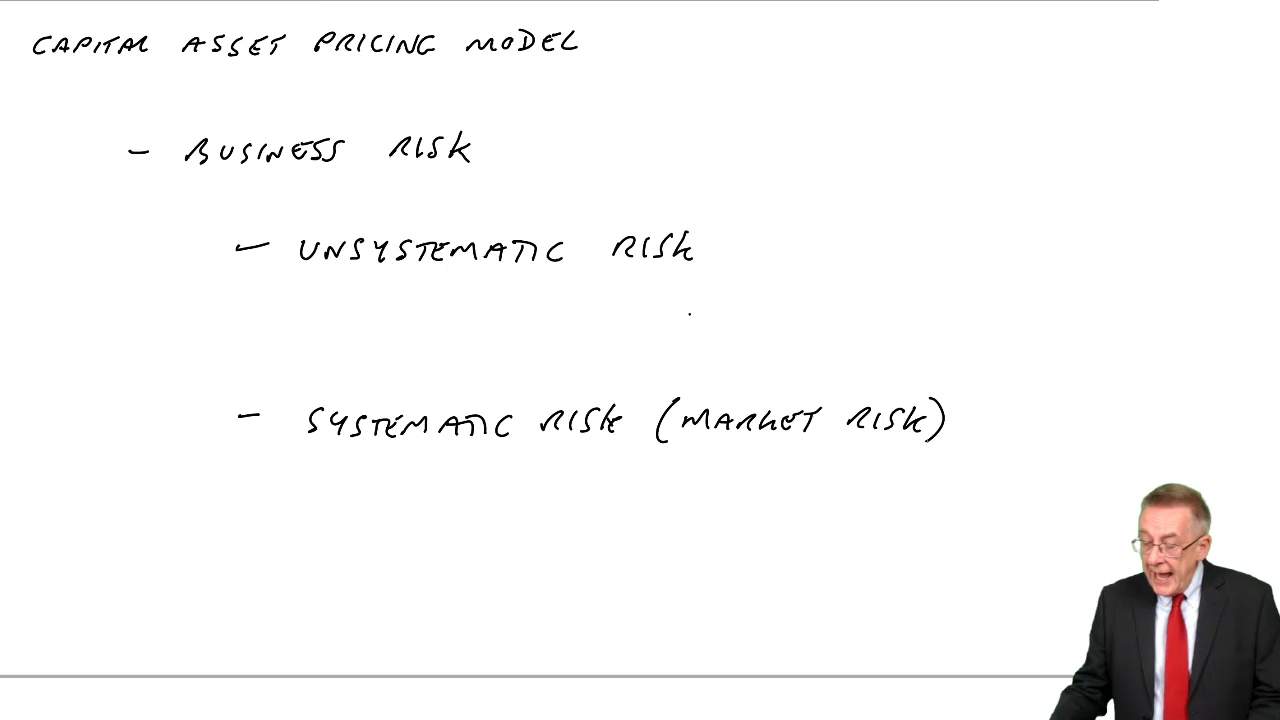 CAPITAL ASSET PRICING MODEL
- BUSINESS RISK
- UNSYSTEMATIC RISK
- SYSTEMATIC RISK (MARKET RISK)